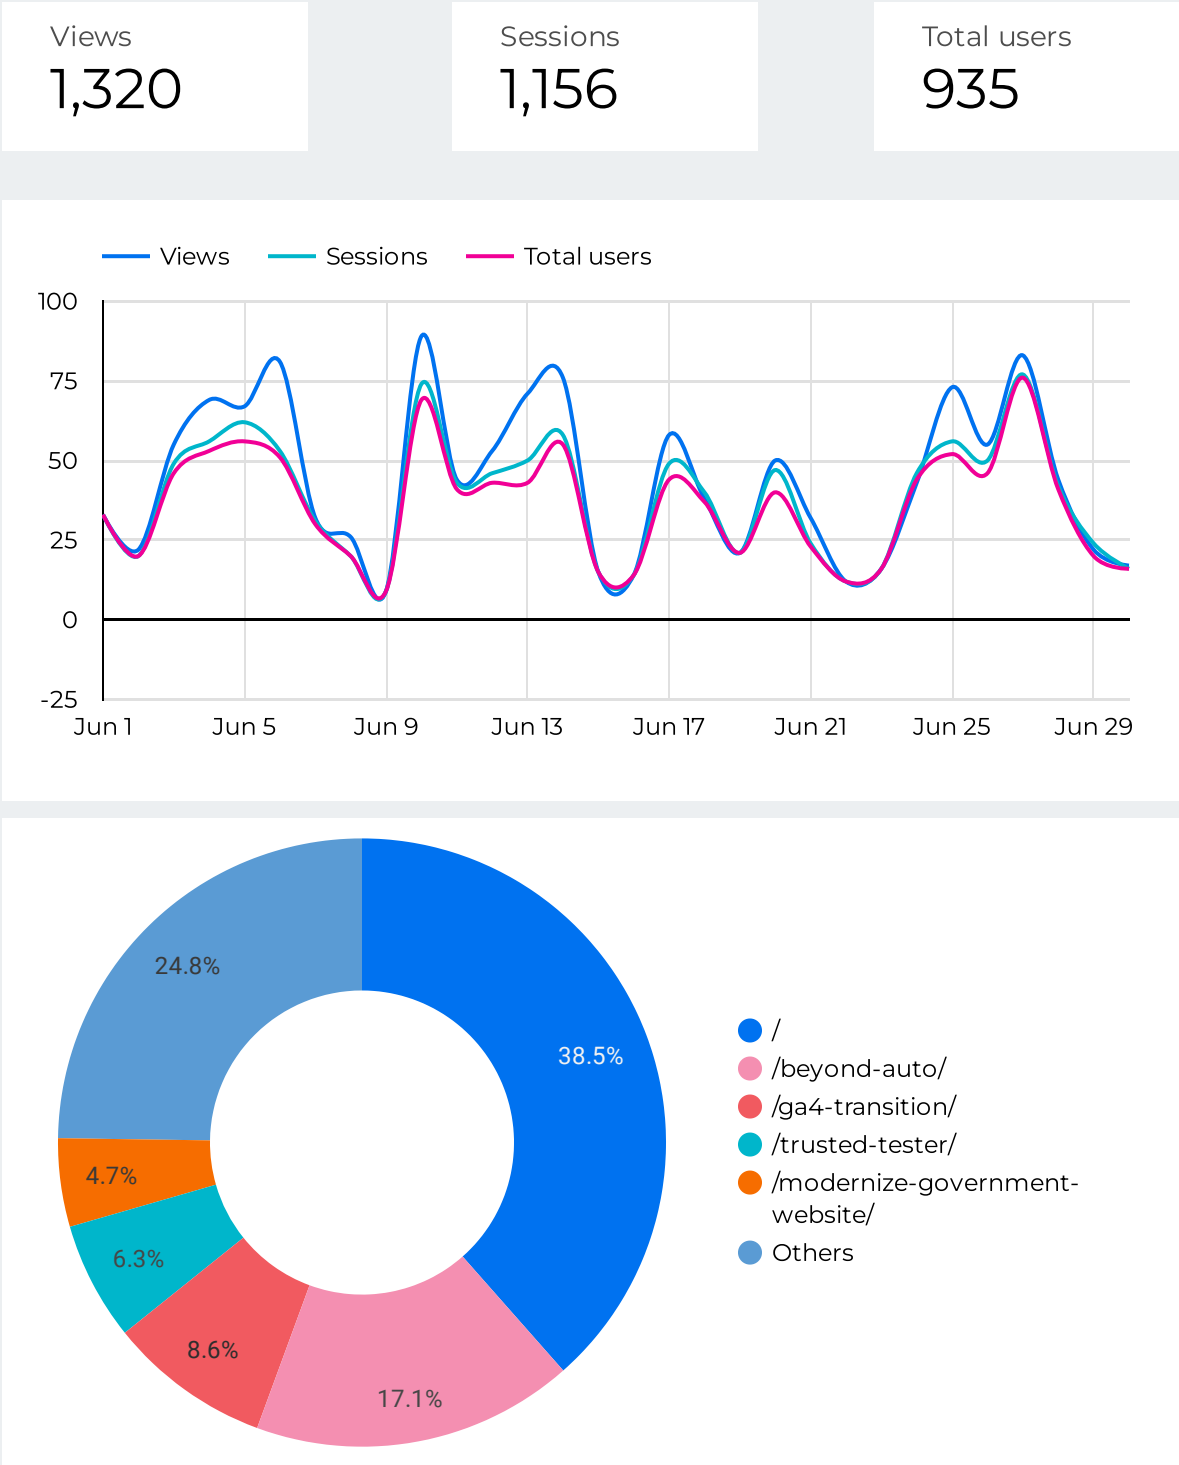 Views
1,320
Sessions
1,156
Total users
935
Views
Sessions
Total users
100
75
50
25
0
-25
Jun 1
Jun 5
Jun 9
Jun 13
Jun 17
Jun 21
Jun 25
Jun 29
24.8%
38.5%
4.7%
6.3%
8.6%
17.1%
/
/beyond-auto/
/ga4-transition/
/trusted-tester/
/modernize-government-
website/
Others